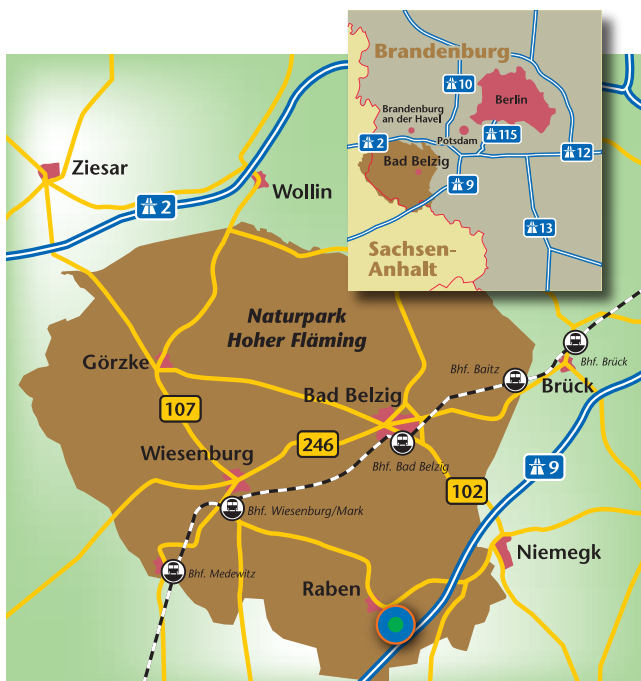 Brandenburg
10
Berlin
Brandenburg
an der Havel
Potsdam
115
2
12
Bad Belzig
9
13
Sachsen-
Anhalt
Ziesar
Wollin
2
Naturpark
Hoher Fläming
Görzke
Bhf. Brück
Bhf. Baitz
Brück
Bad Belzig
107
246
Wiesenburg
Bhf. Bad Belzig
9
102
Bhf. Wiesenburg/Mark
Niemegk
Bhf. Medewitz
Raben